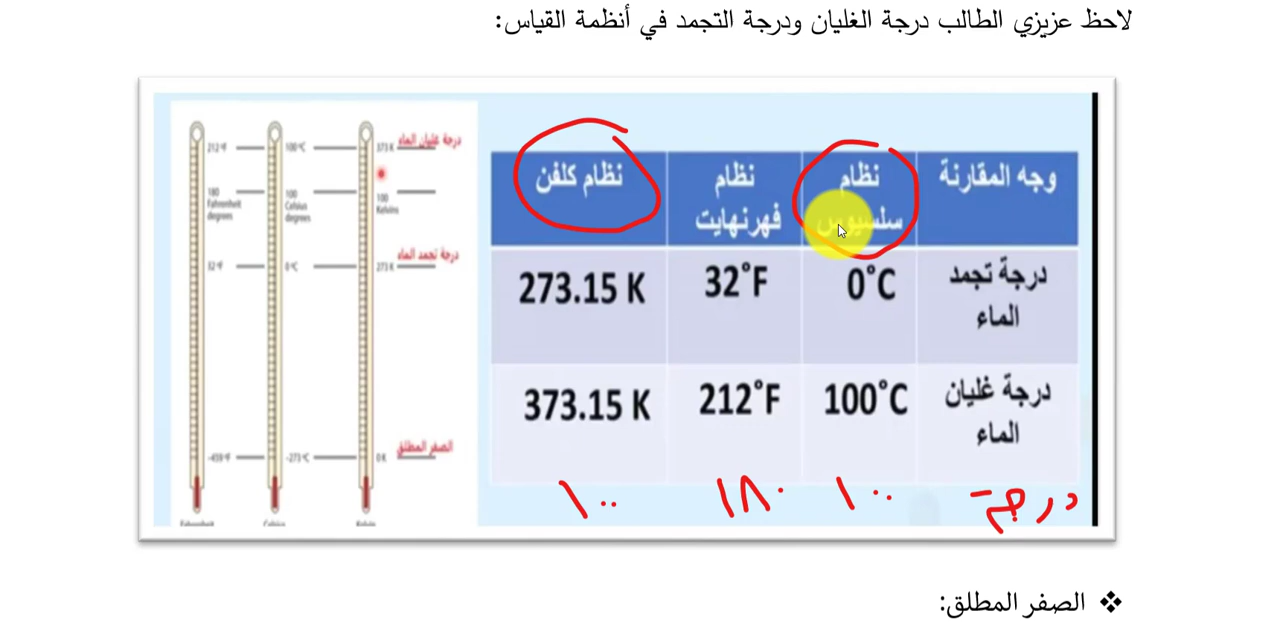 لاحظ عزيزي الطالب درجة الغليان ودرجة التجمد في أنظمة القياس:
وجه المقارنة نظام سلسيوس نظام فهرنهايت نظام كلفن
درجة تجمد الماء 0°C 32°F 273.15 K
درجة غليان الماء 100°C 212°F 373.15 K
درجة ١٠٠ ١٨٠ ١٠٠
212 °F 100 °C 373 K درجة غليان الماء
180 Fahrenheit degrees 100 Celsius degrees 100 Kelvins
32 °F 0 °C 273 K درجة تجمد الماء
-459 °F -273 °C 0 K الصفر المطلق
Fahrenheit Celsius Kelvin
❖ الصفر المطلق: